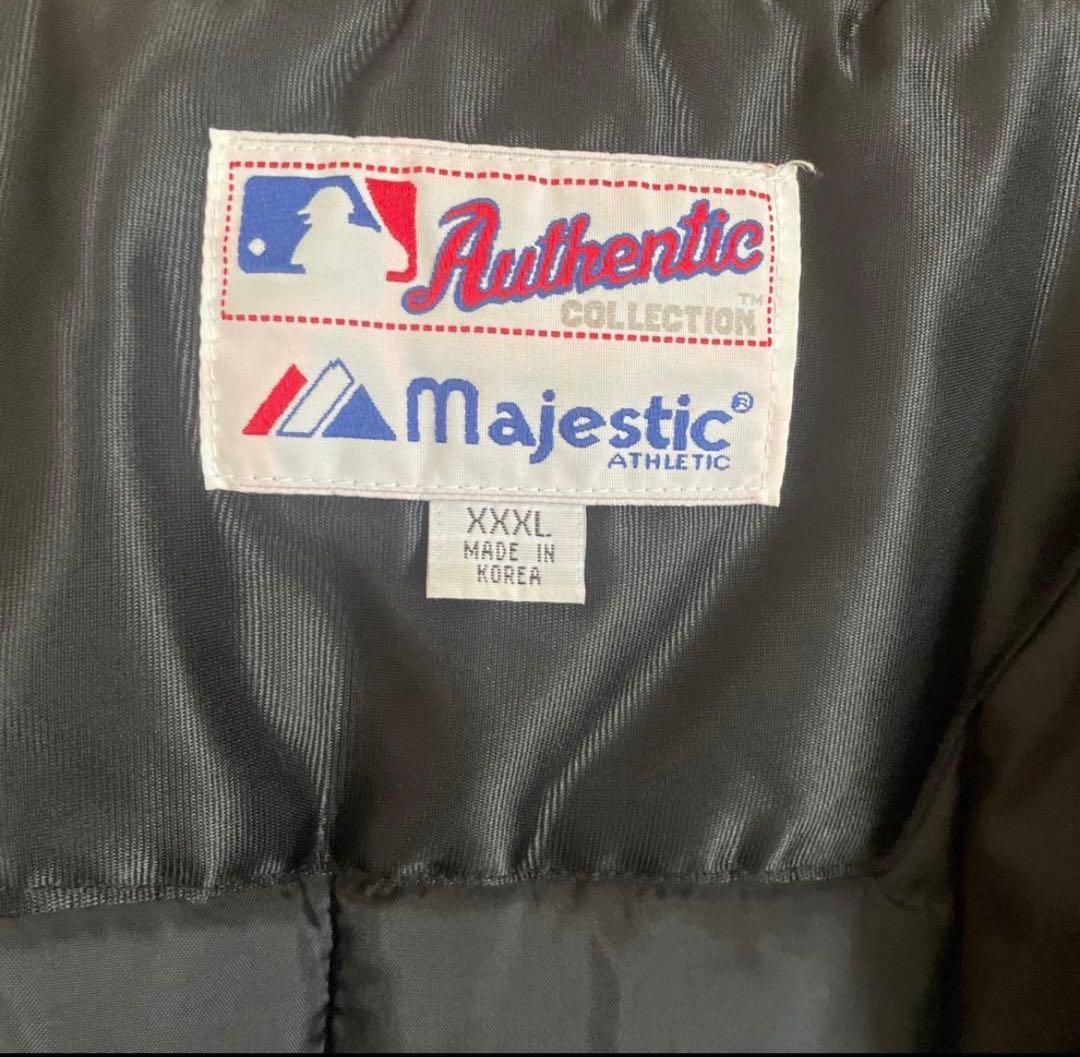 Authentic
COLLECTION™
Majestic®
ATHLETIC
XXXL
MADE IN
KOREA